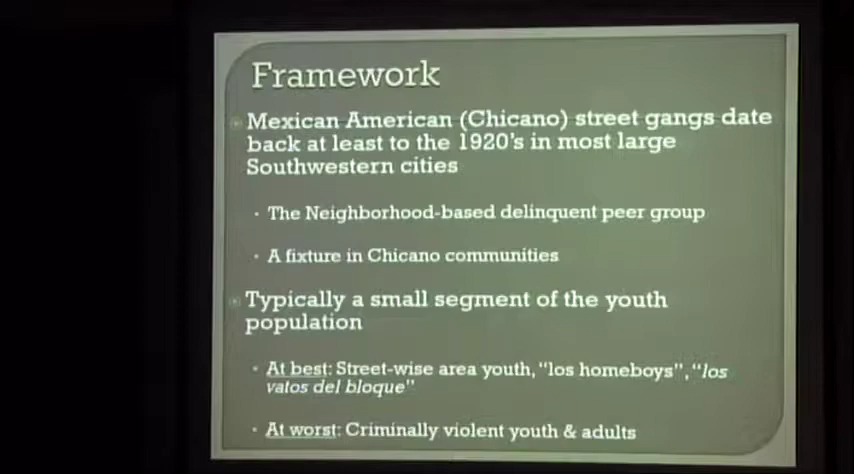 Framework
Mexican American (Chicano) street gangs date
back at least to the 1920's in most large
Southwestern cities
The Neighborhood-based delinquent peer group
A fixture in Chicano communities
Typically a small segment of the youth
population
At best: Street-wise area youth, "los homeboys", "los
vatos del bloque"
At worst: Criminally violent youth & adults